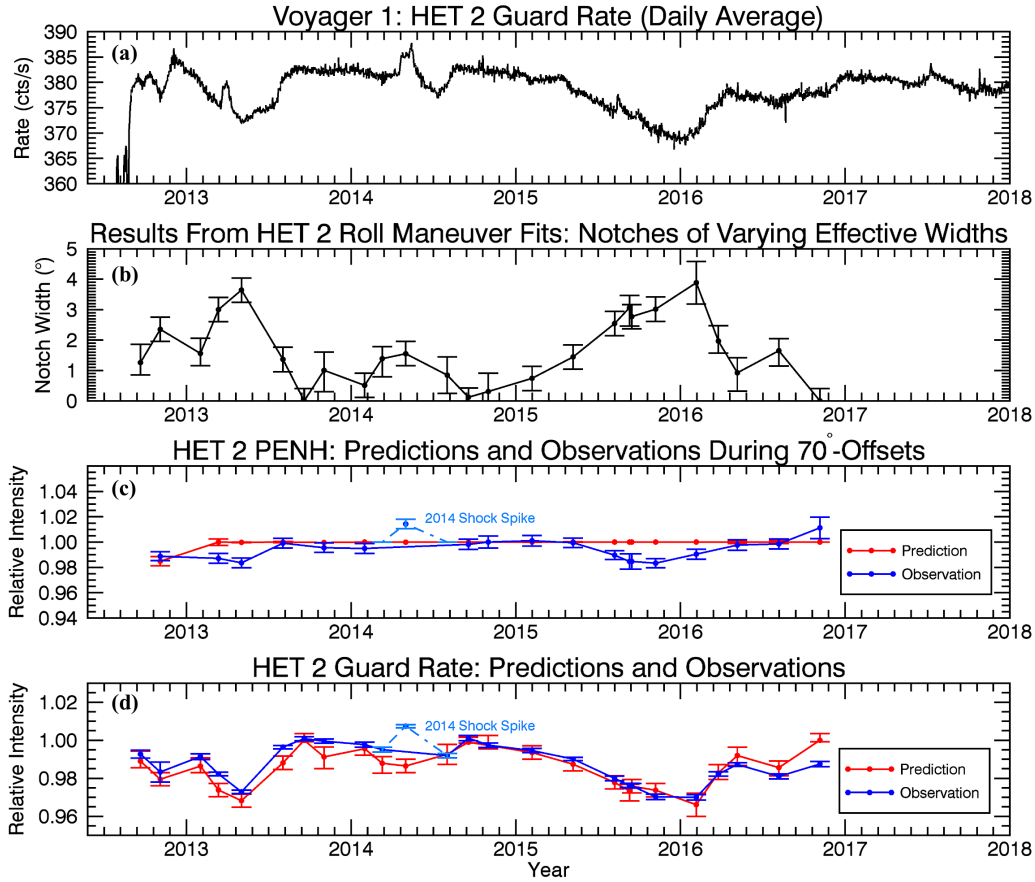 Voyager 1: HET 2 Guard Rate (Daily Average)
(a)
Rate (cts/s)
390
380
375
370
365
360
2013 2014 2015 2016 2017 2018
Results From HET 2 Roll Maneuver Fits: Notches of Varying Effective Widths
(b)
Notch Width (°)
5
4
3
2
1
0
2013 2014 2015 2016 2017 2018
HET 2 PENH: Predictions and Observations During 70°-Offsets
(c)
Relative Intensity
1.04
1.02
1.00
0.98
0.96
0.94
2014 Shock Spike
Prediction
Observation
2013 2014 2015 2016 2017 2018
HET 2 Guard Rate: Predictions and Observations
(d)
Relative Intensity
1.02
1.00
0.98
0.96
2014 Shock Spike
Prediction
Observation
2013 2014 2015 2016 2017 2018
Year